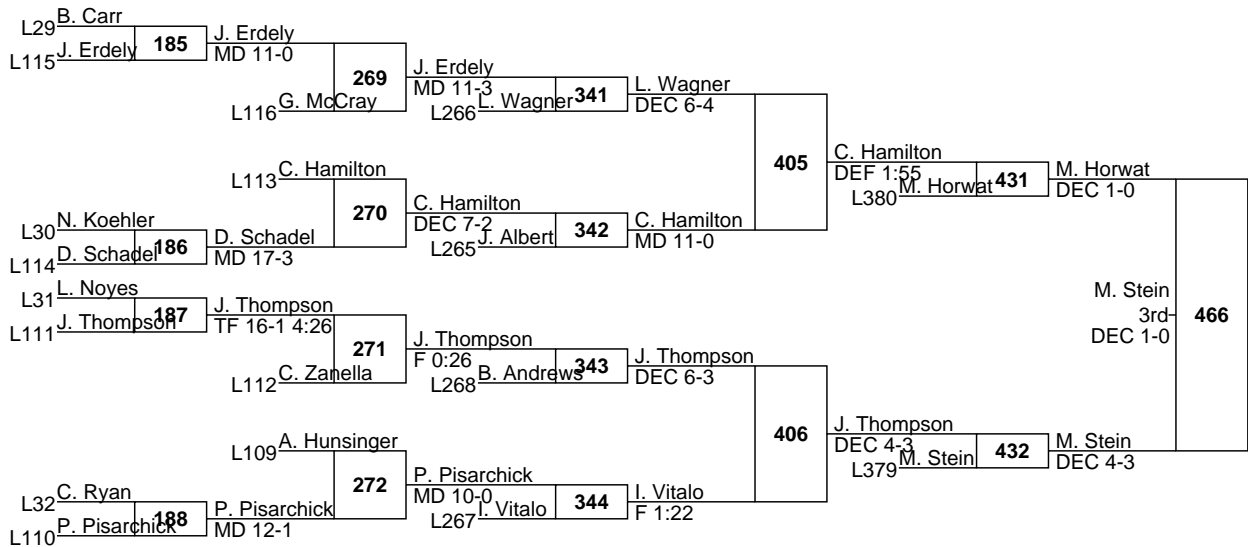 B. Carr
L29
185
J. Erdely
MD 11-0
J. Erdely
L115
269
J. Erdely
MD 11-3
G. McCray
L116
L. Wagner
L266
341
L. Wagner
DEC 6-4
405
C. Hamilton
DEF 1:55
M. Horwat
L380
431
M. Horwat
DEC 1-0
C. Hamilton
L113
270
C. Hamilton
DEC 7-2
N. Koehler
L30
186
D. Schadel
MD 17-3
D. Schadel
L114
J. Albert
L265
342
C. Hamilton
MD 11-0
L. Noyes
L31
187
J. Thompson
TF 16-1 4:26
J. Thompson
L111
271
J. Thompson
F 0:26
C. Zanella
L112
B. Andrews
L268
343
J. Thompson
DEC 6-3
M. Stein
3rd
DEC 1-0
466
406
J. Thompson
DEC 4-3
M. Stein
L379
432
M. Stein
DEC 4-3
A. Hunsinger
L109
272
P. Pisarchick
MD 10-0
C. Ryan
L32
188
P. Pisarchick
MD 12-1
P. Pisarchick
L110
I. Vitalo
L267
344
I. Vitalo
F 1:22